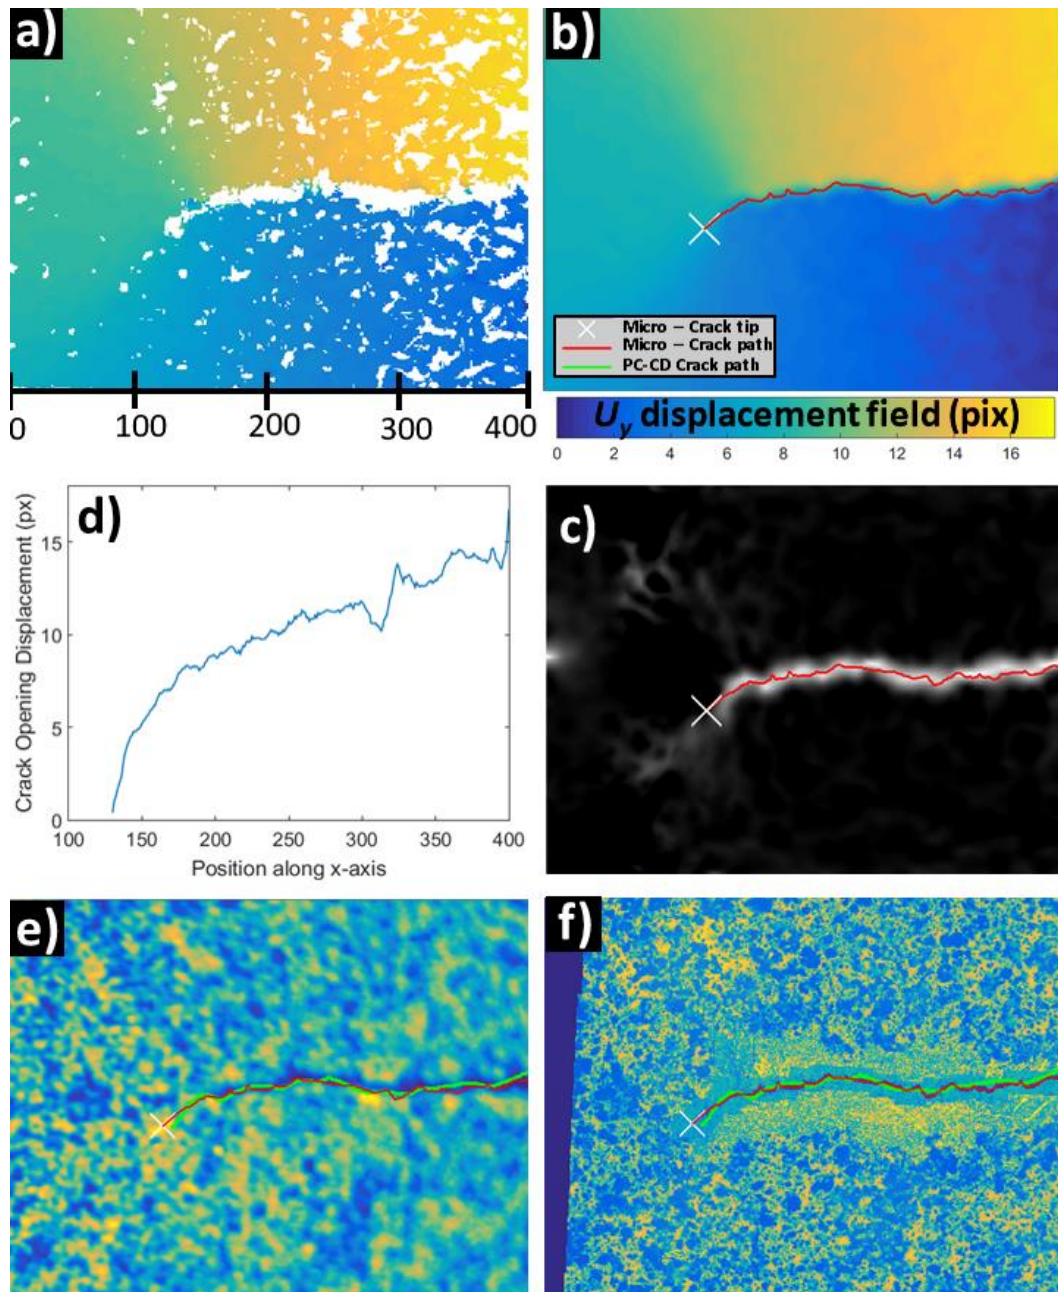 a)
b)
Micro – Crack tip
Micro – Crack path
PC-CD Crack path
0
100
200
300
400
Uy displacement field (pix)
0 2 4 6 8 10 12 14 16
d)
Crack Opening Displacement (px)
15
10
5
0
100 150 200 250 300 350 400
Position along x-axis
c)
e)
f)